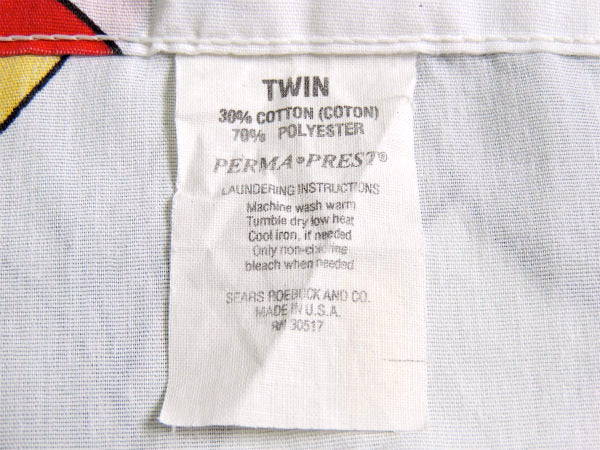 TWIN
30% COTTON (COTON)
70% POLYESTER
PERMA•PREST®
LAUNDERING INSTRUCTIONS
Machine wash warm
Tumble dry low heat
Cool iron, if needed
Only non-chlorine
bleach when needed
SEARS ROEBUCK AND CO.
MADE IN U.S.A.
RN 30517